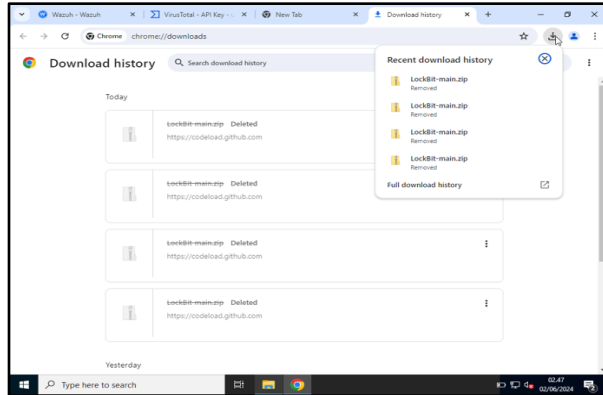 Wazuh - Wazuh
VirusTotal - API Key -
New Tab
Download history
Chrome chrome://downloads
Download history
Search download history
Recent download history
LockBit-main.zip
Removed
LockBit-main.zip
Removed
LockBit-main.zip
Removed
LockBit-main.zip
Removed
Full download history
Today
LockBit-main.zip Deleted
https://codeload.github.com
LockBit-main.zip Deleted
https://codeload.github.com
LockBit-main.zip Deleted
https://codeload.github.com
LockBit-main.zip Deleted
https://codeload.github.com
Yesterday
Type here to search
02.47
02/06/2024